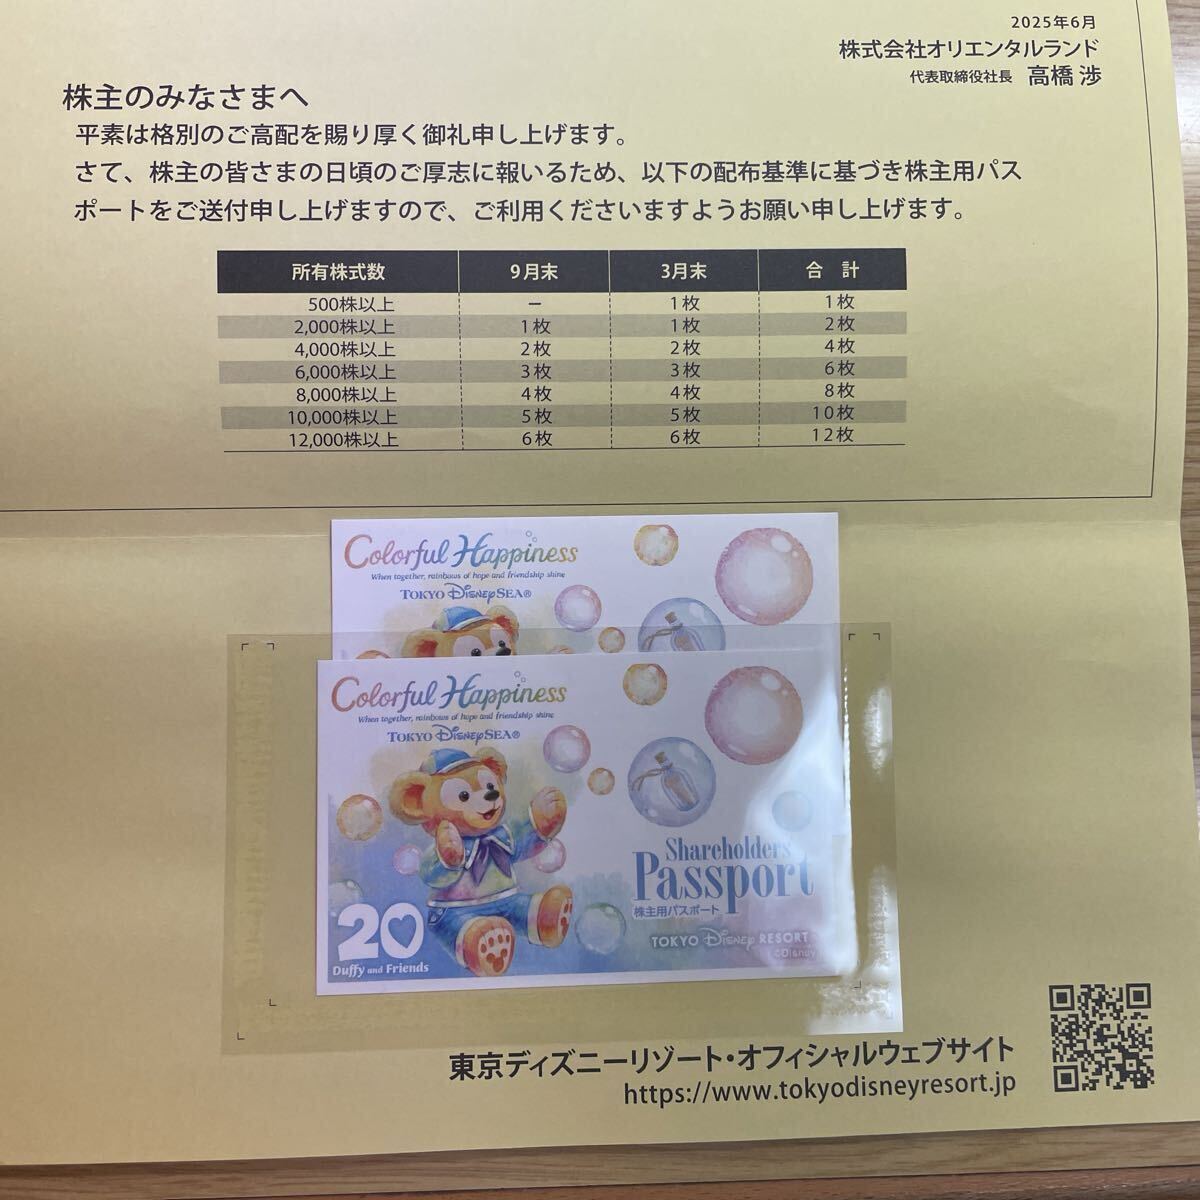 2025年6月
株式会社オリエンタルランド
代表取締役社長 高橋 渉
株主のみなさまへ
平素は格別のご高配を賜り厚く御礼申し上げます。
さて、株主の皆さまの日頃のご厚志に報いるため、以下の配布基準に基づき株主用パス
ポートをご送付申し上げますので、ご利用くださいますようお願い申し上げます。
所有株式数 9月末 3月末 合 計
500株以上 － 1枚 1枚
2,000株以上 1枚 1枚 2枚
4,000株以上 2枚 2枚 4枚
6,000株以上 3枚 3枚 6枚
8,000株以上 4枚 4枚 8枚
10,000株以上 5枚 5枚 10枚
12,000株以上 6枚 6枚 12枚
Colorful Happiness
When together, rainbows of hope and friendship shine
TOKYO DISNEY SEA®
Colorful Happiness
When together, rainbows of hope and friendship shine
TOKYO DISNEY SEA®
Shareholders'
Passport
株主用パスポート
20
Duffy and Friends
TOKYO Disney RESORT
©Disney
東京ディズニーリゾート・オフィシャルウェブサイト
https://www.tokyodisneyresort.jp